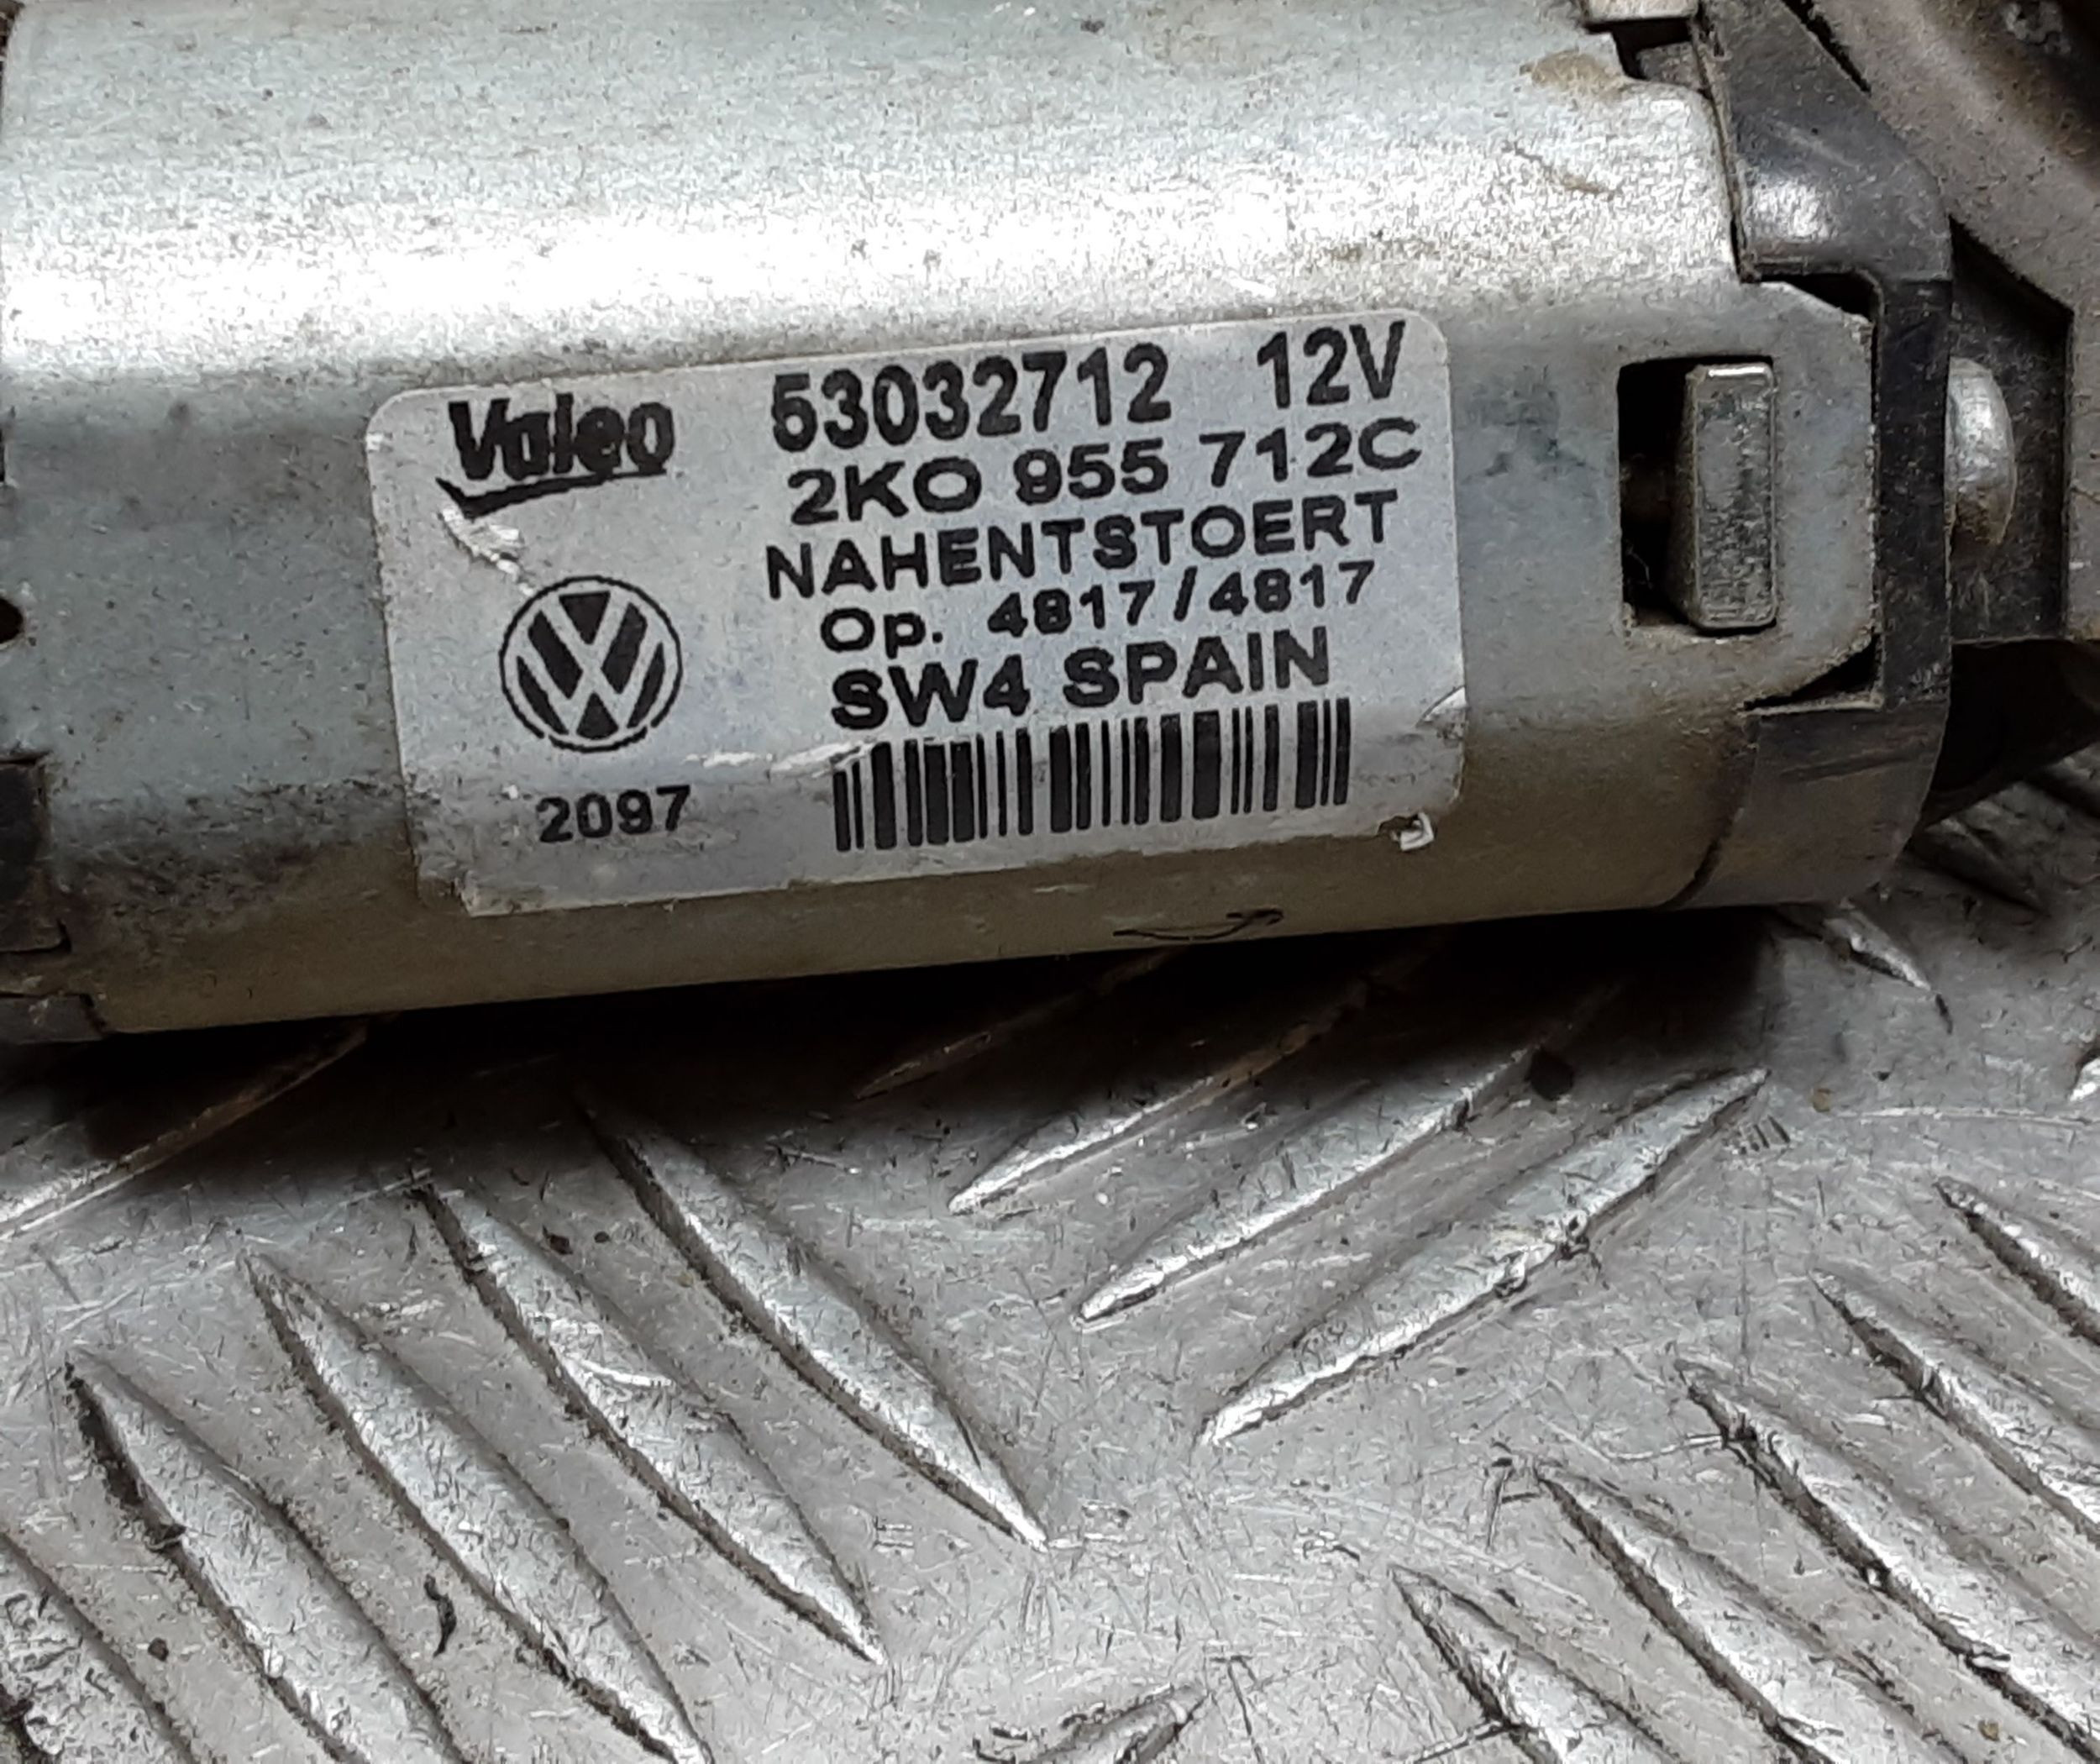 Valeo 53032712 12V
2KO 955 712C
NAHENTSTOERT
Op. 4817/4817
SW4 SPAIN
2097